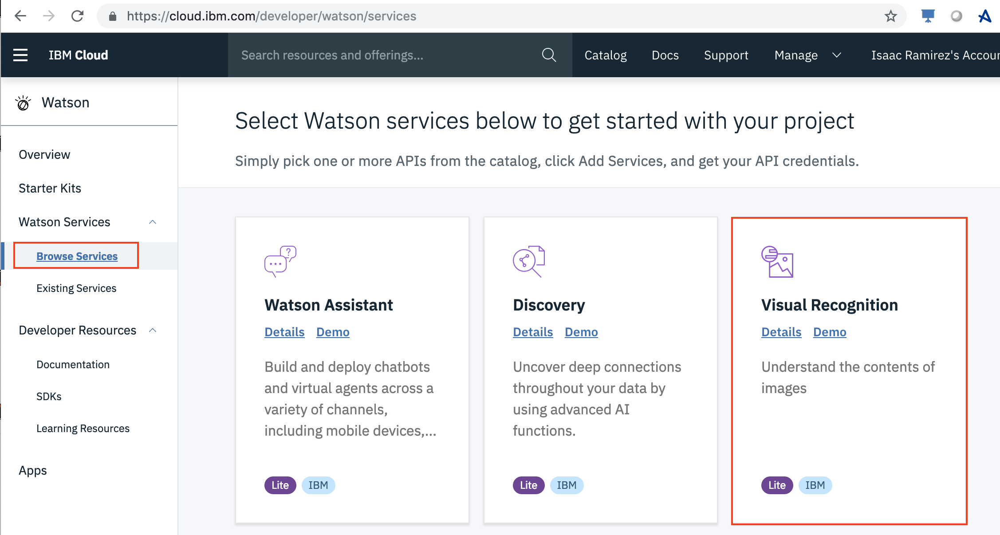 https://cloud.ibm.com/developer/watson/services
IBM Cloud
Search resources and offerings...
Catalog
Docs
Support
Manage
Isaac Ramirez's Accour
Watson
Overview
Starter Kits
Watson Services
Browse Services
Existing Services
Developer Resources
Documentation
SDKs
Learning Resources
Apps
Select Watson services below to get started with your project
Simply pick one or more APIs from the catalog, click Add Services, and get your API credentials.
Watson Assistant
Details Demo
Build and deploy chatbots
and virtual agents across a
variety of channels,
including mobile devices,...
Lite IBM
Discovery
Details Demo
Uncover deep connections
throughout your data by
using advanced AI
functions.
Lite IBM
Visual Recognition
Details Demo
Understand the contents of
images
Lite IBM